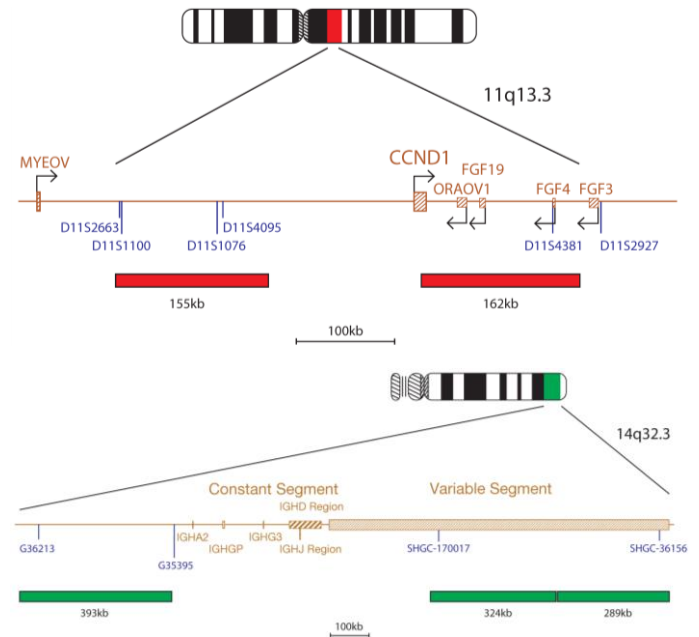 11q13.3
MYEOV
CCND1
FGF19
ORAOV1
FGF4
FGF3
D11S2663
D11S4095
D11S1100
D11S1076
D11S4381
D11S2927
155kb
162kb
100kb
14q32.3
Constant Segment
Variable Segment
IGHD Region
IGHA2
IGHG3
IGHGP
IGHJ Region
G36213
G35395
SHGC-170017
SHGC-36156
393kb
324kb
289kb
100kb